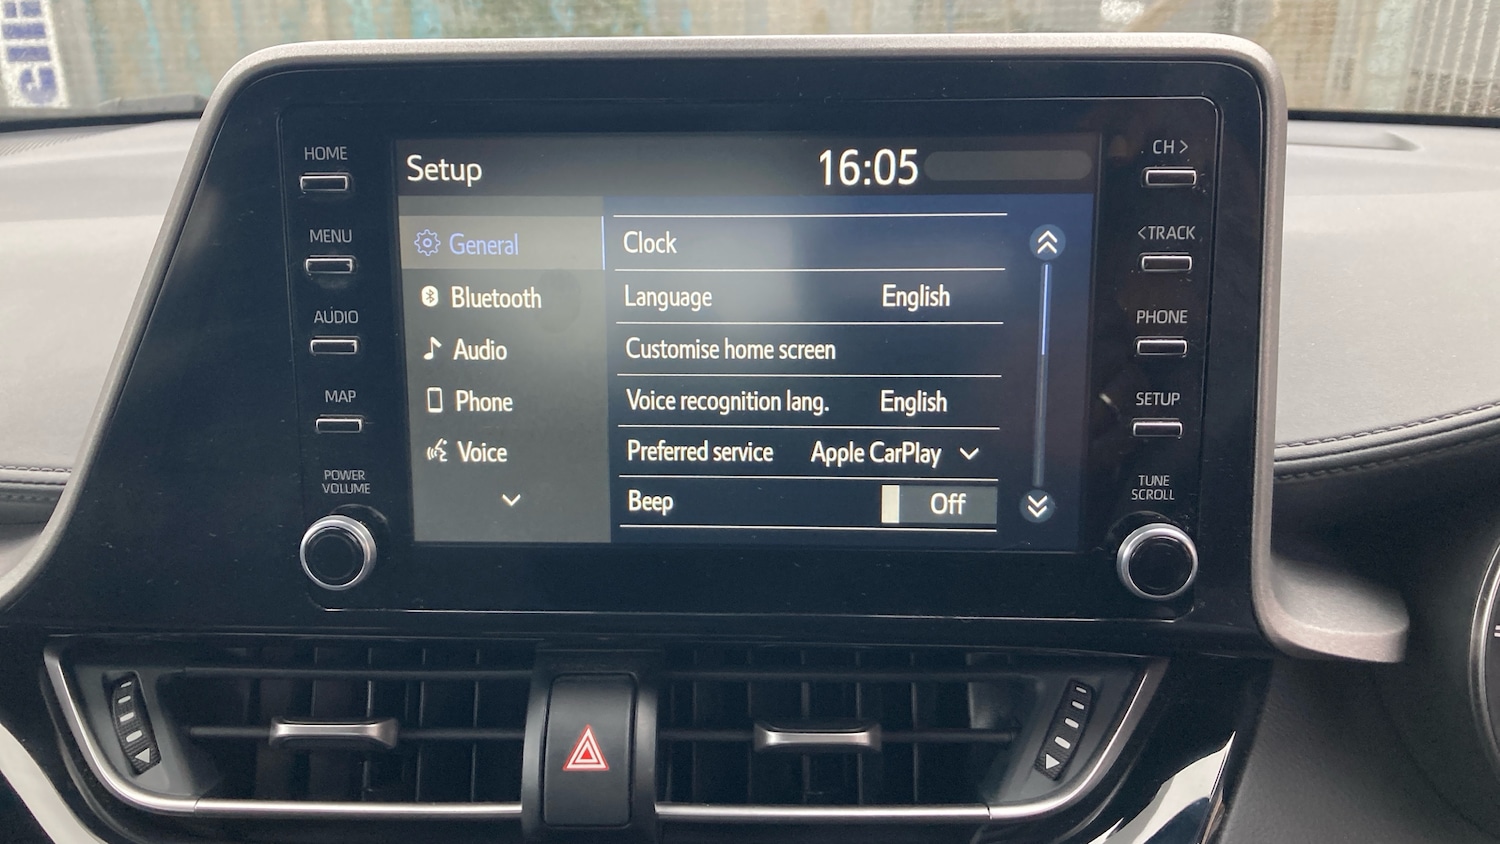 HOME
MENU
AUDIO
MAP
POWER
VOLUME
Setup
16:05
General
Bluetooth
Audio
Phone
Voice
Clock
Language English
Customise home screen
Voice recognition lang. English
Preferred service Apple CarPlay
Beep Off
CH >
<TRACK
PHONE
SETUP
TUNE
SCROLL